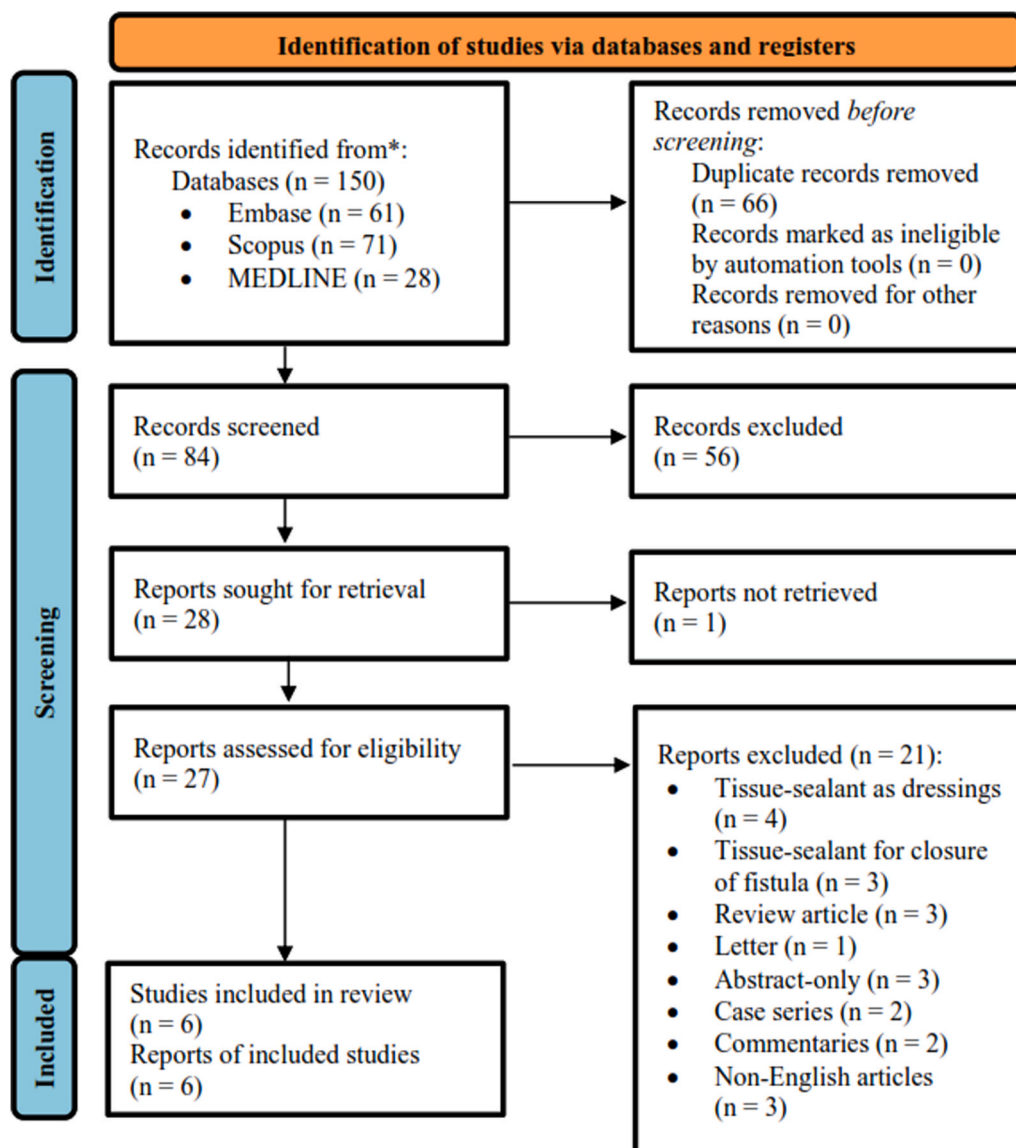 Identification of studies via databases and registers
Identification
Records identified from*:
Databases (n = 150)
• Embase (n = 61)
• Scopus (n = 71)
• MEDLINE (n = 28)
Records removed before
screening:
Duplicate records removed
(n = 66)
Records marked as ineligible
by automation tools (n = 0)
Records removed for other
reasons (n = 0)
Screening
Records screened
(n = 84)
Records excluded
(n = 56)
Reports sought for retrieval
(n = 28)
Reports not retrieved
(n = 1)
Reports assessed for eligibility
(n = 27)
Reports excluded (n = 21):
• Tissue-sealant as dressings
(n = 4)
• Tissue-sealant for closure
of fistula (n = 3)
• Review article (n = 3)
• Letter (n = 1)
• Abstract-only (n = 3)
• Case series (n = 2)
• Commentaries (n = 2)
• Non-English articles
(n = 3)
Included
Studies included in review
(n = 6)
Reports of included studies
(n = 6)